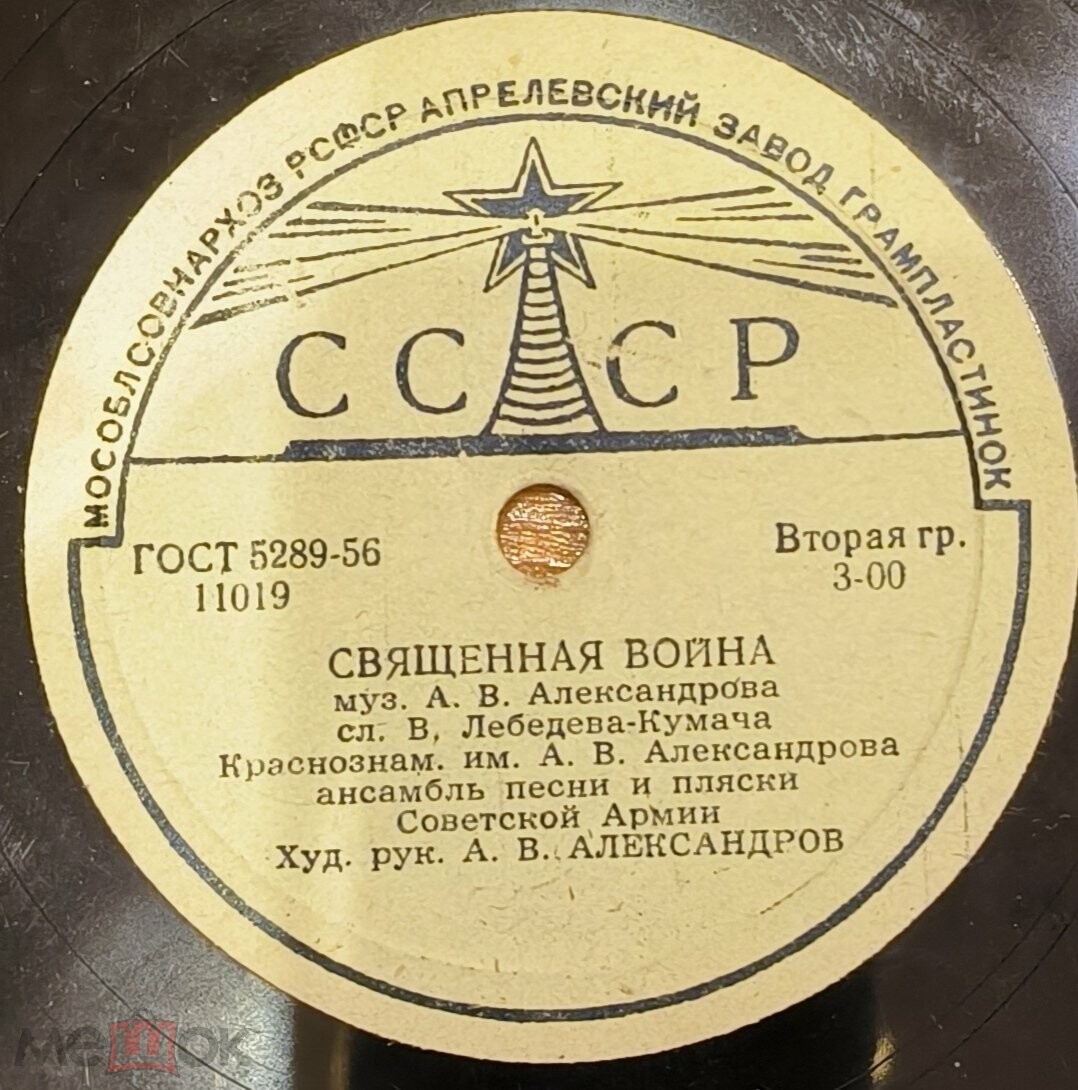 МОСОБЛСОВНАРХОЗ РСФСР АПРЕЛЕВСКИЙ ЗАВОД ГРАМПЛАСТИНОК
СССР
ГОСТ 5289-56
11019
Вторая гр.
3-00
СВЯЩЕННАЯ ВОЙНА
муз. А. В. Александрова
сл. В. Лебедева-Кумача
Краснознам. им. А. В. Александрова
ансамбль песни и пляски
Советской Армии
Худ. рук. А. В. АЛЕКСАНДРОВ
мешок